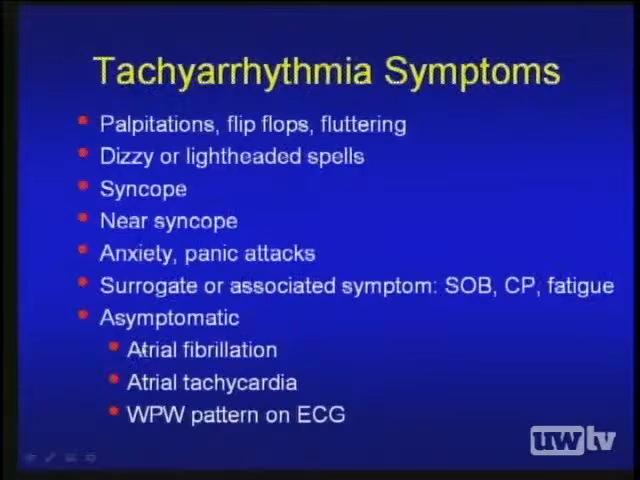 Tachyarrhythmia Symptoms
Palpitations, flip flops, fluttering
Dizzy or lightheaded spells
Syncope
Near syncope
Anxiety, panic attacks
Surrogate or associated symptom: SOB, CP, fatigue
Asymptomatic
Atrial fibrillation
Atrial tachycardia
WPW pattern on ECG
uwtv